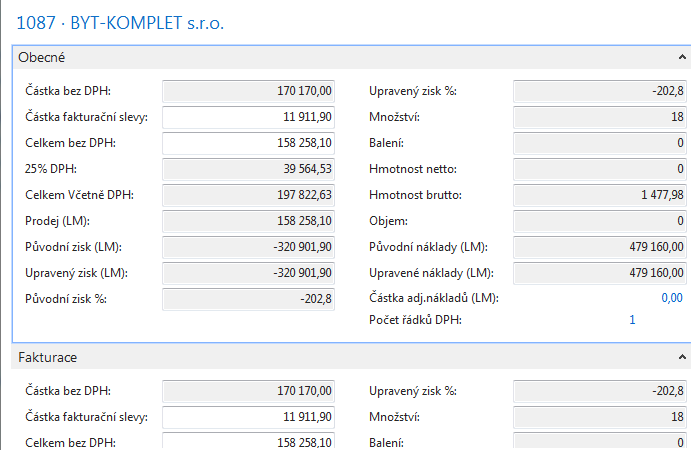 1087 · BYT-KOMPLET s.r.o.
Obecné
Částka bez DPH: 170 170,00 Upravený zisk %: -202,8
Částka fakturační slevy: 11 911,90 Množství: 18
Celkem bez DPH: 158 258,10 Balení: 0
25% DPH: 39 564,53 Hmotnost netto: 0
Celkem Včetně DPH: 197 822,63 Hmotnost brutto: 1 477,98
Prodej (LM): 158 258,10 Objem: 0
Původní zisk (LM): -320 901,90 Původní náklady (LM): 479 160,00
Upravený zisk (LM): -320 901,90 Upravené náklady (LM): 479 160,00
Původní zisk %: -202,8 Částka adj.nákladů (LM): 0,00
Počet řádků DPH: 1
Fakturace
Částka bez DPH: 170 170,00 Upravený zisk %: -202,8
Částka fakturační slevy: 11 911,90 Množství: 18
Celkem bez DPH: 158 258,10 Balení: 0